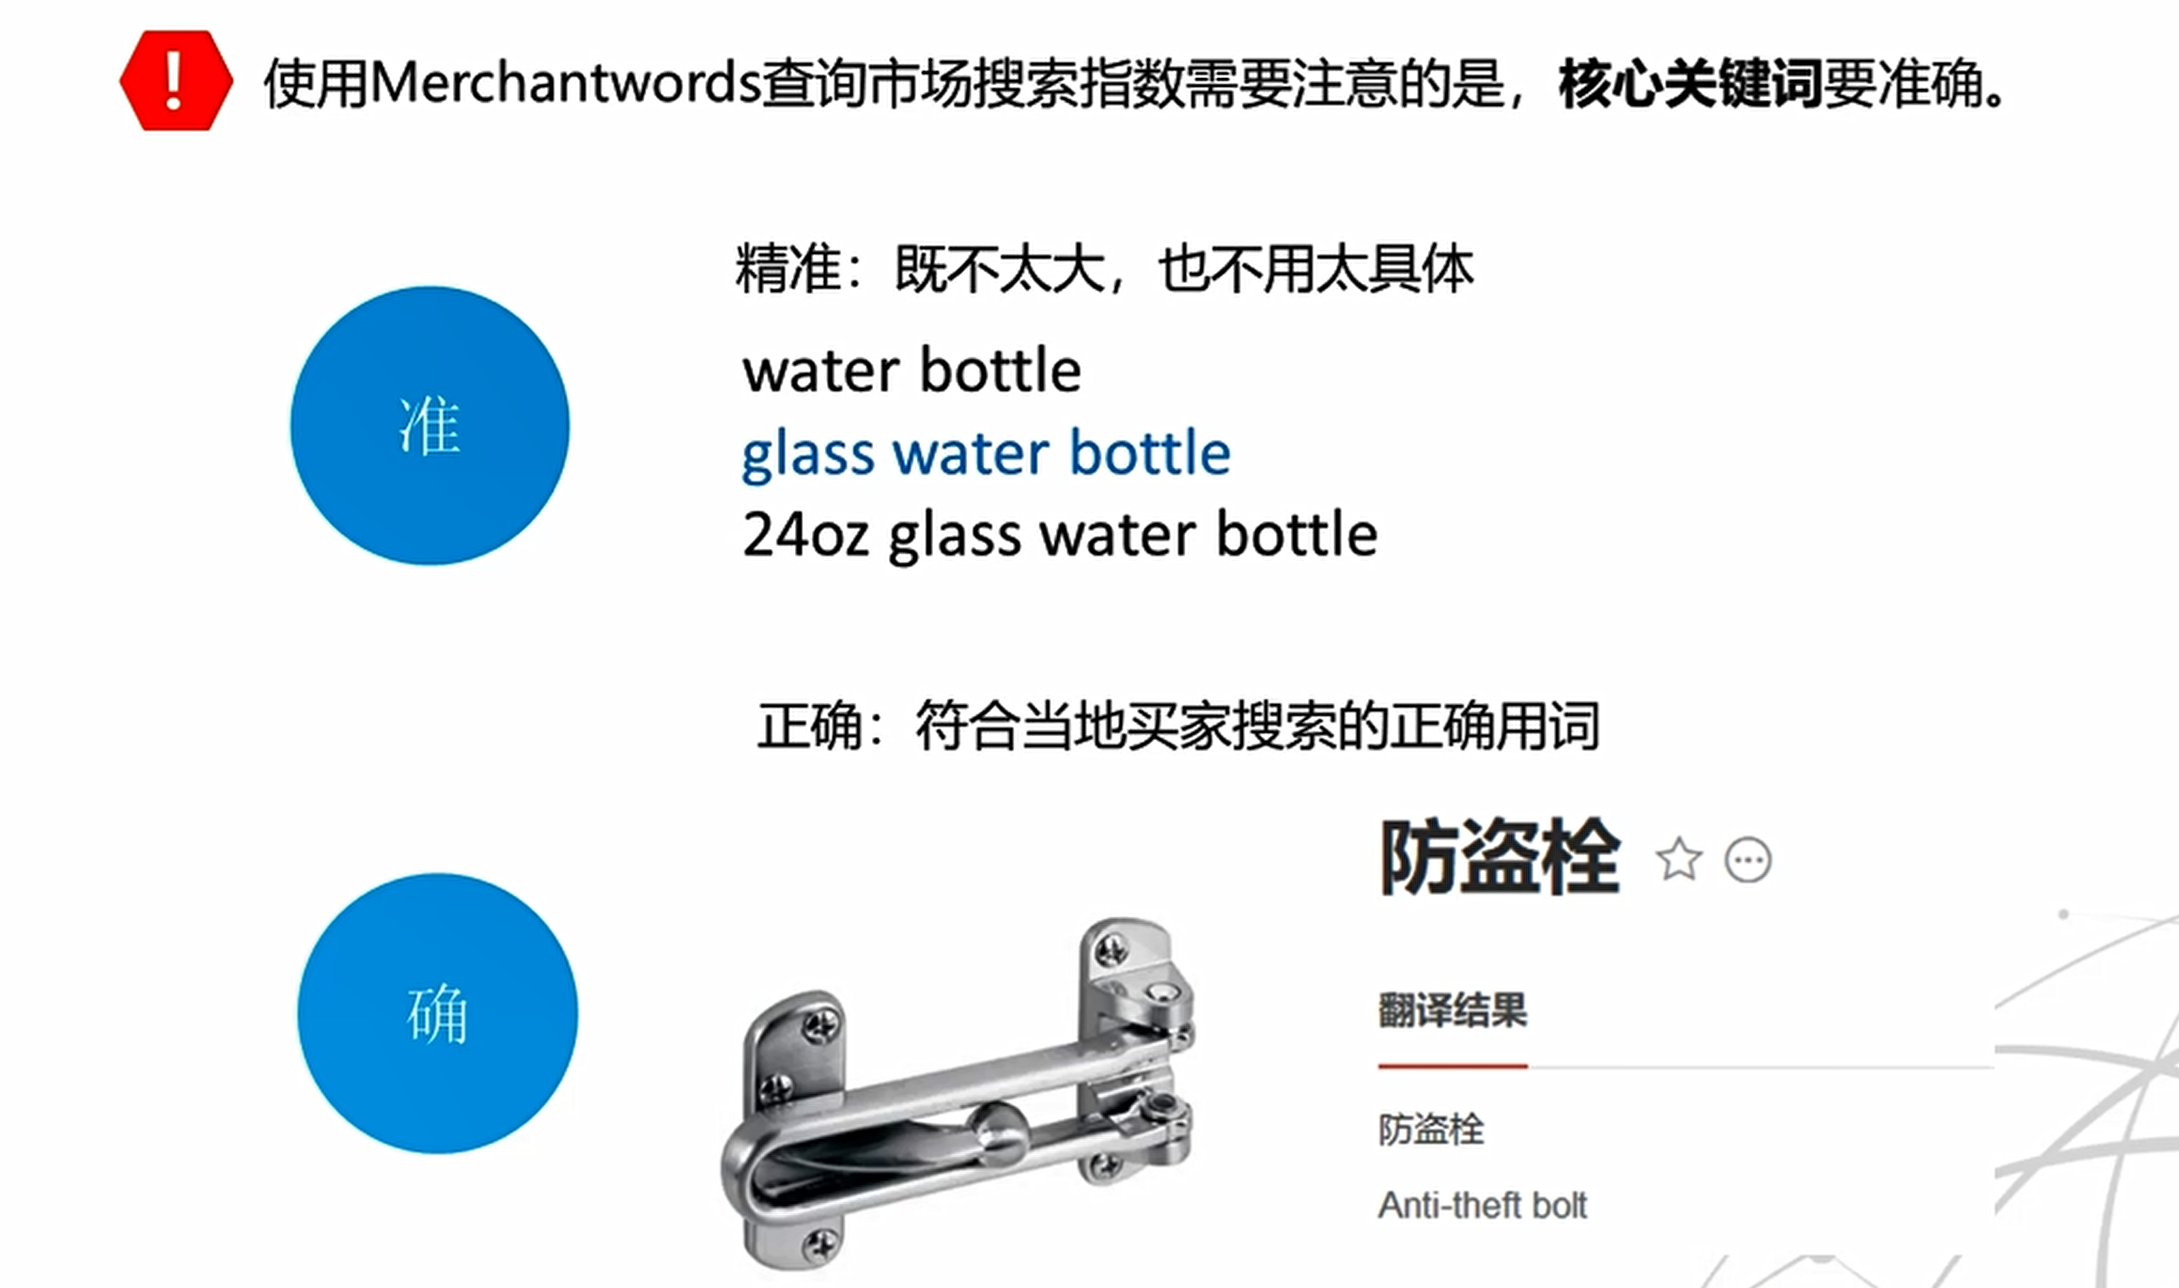 !
使用Merchantwords查询市场搜索指数需要注意的是，核心关键词要准确。
准
精准：既不太大，也不用太具体
water bottle
glass water bottle
24oz glass water bottle
正确：符合当地买家搜索的正确用词
确
防盗栓
翻译结果
防盗栓
Anti-theft bolt